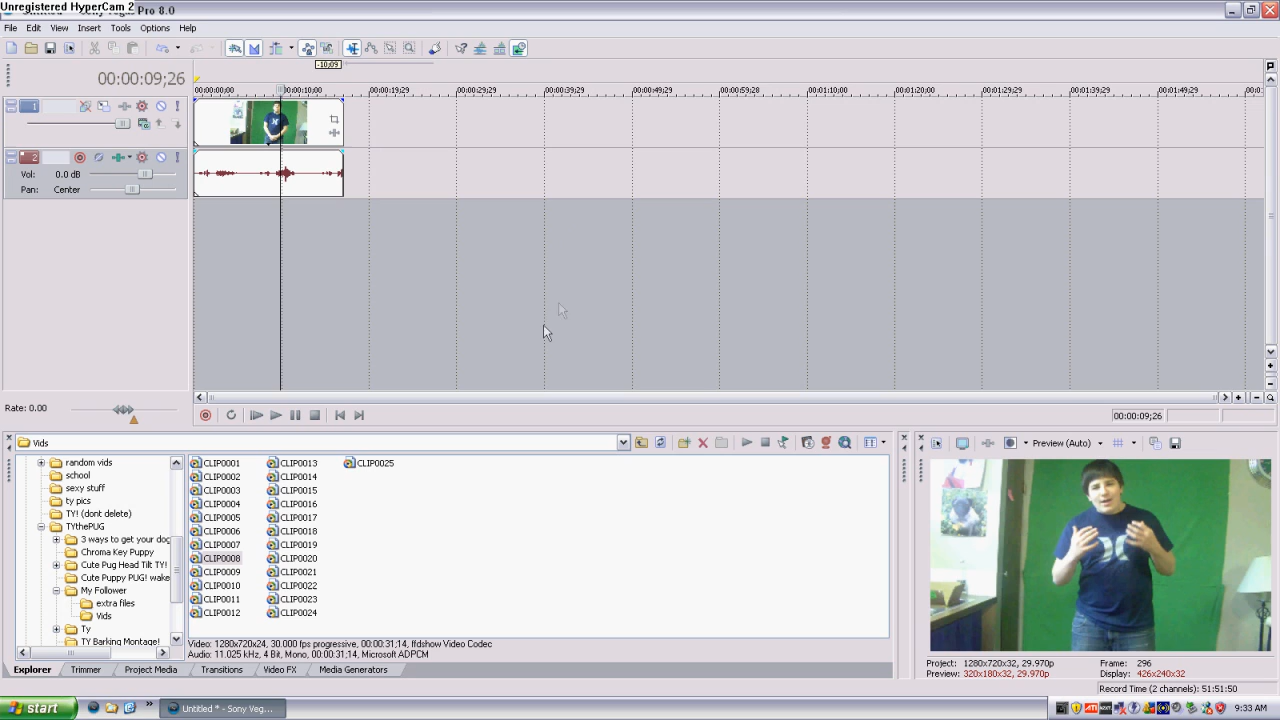 Unregistered HyperCam 2
Pro 8.0
File Edit View Insert Tools Options Help
-10;09
00:00:09;26
00:00:00;00 00:00:10;00 00:00:19;29 00:00:29;29 00:00:39;29 00:00:49;29 00:00:59;28 00:01:10;00 00:01:20;00 00:01:29;29 00:01:39;29 00:01:49;29
1
2
Vol: 0.0 dB
Pan: Center
Rate: 0.00
00:00:09;26
Vids
Preview (Auto)
random vids
school
sexy stuff
ty pics
TY! (dont delete)
TYthePUG
3 ways to get your dog
Chroma Key Puppy
Cute Pug Head Tilt TY!
Cute Puppy PUG! wake
My Follower
extra files
Vids
Ty
TY Barking Montage!
CLIP0001 CLIP0013 CLIP0025
CLIP0002 CLIP0014
CLIP0003 CLIP0015
CLIP0004 CLIP0016
CLIP0005 CLIP0017
CLIP0006 CLIP0018
CLIP0007 CLIP0019
CLIP0008 CLIP0020
CLIP0009 CLIP0021
CLIP0010 CLIP0022
CLIP0011 CLIP0023
CLIP0012 CLIP0024
Video: 1280x720x24, 30.000 fps progressive, 00:00:31;14, ffdshow Video Codec
Audio: 11.025 kHz, 4 Bit, Mono, 00:00:31;14, Microsoft ADPCM
Explorer Trimmer Project Media Transitions Video FX Media Generators
Project: 1280x720x32, 29.970p Frame: 296
Preview: 320x180x32, 29.970p Display: 426x240x32
Record Time (2 channels): 51:51:50
start
Untitled * - Sony Veg...
9:33 AM